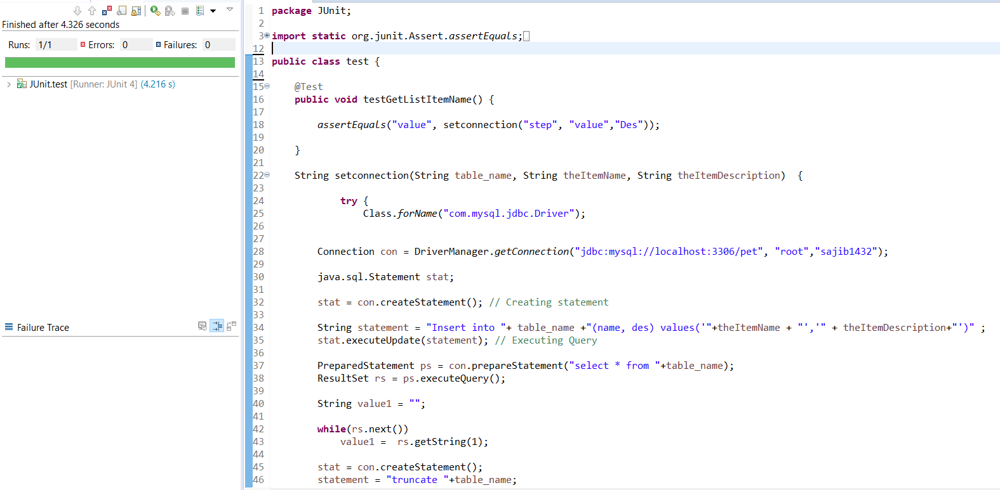 Finished after 4.326 seconds
Runs: 1/1 Errors: 0 Failures: 0
JUnit.test [Runner: JUnit 4] (4.216 s)
Failure Trace
1 package JUnit;
2
3 import static org.junit.Assert.assertEquals;
12
13 public class test {
14
15 @Test
16 public void testGetListItemName() {
17
18 assertEquals("value", setconnection("step", "value","Des"));
19
20 }
21
22 String setconnection(String table_name, String theItemName, String theItemDescription) {
23
24 try {
25 Class.forName("com.mysql.jdbc.Driver");
26
27
28 Connection con = DriverManager.getConnection("jdbc:mysql://localhost:3306/pet", "root","sajib1432");
29
30 java.sql.Statement stat;
31
32 stat = con.createStatement(); // Creating statement
33
34 String statement = "Insert into "+ table_name +"(name, des) values('"+theItemName + "','" + theItemDescription+"')" ;
35 stat.executeUpdate(statement); // Executing Query
36
37 PreparedStatement ps = con.prepareStatement("select * from "+table_name);
38 ResultSet rs = ps.executeQuery();
39
40 String value1 = "";
41
42 while(rs.next())
43 value1 = rs.getString(1);
44
45 stat = con.createStatement();
46 statement = "truncate "+table_name;